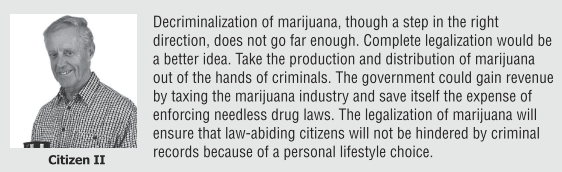 Decriminalization of marijuana, though a step in the right
direction, does not go far enough. Complete legalization would be
a better idea. Take the production and distribution of marijuana
out of the hands of criminals. The government could gain revenue
by taxing the marijuana industry and save itself the expense of
enforcing needless drug laws. The legalization of marijuana will
ensure that law-abiding citizens will not be hindered by criminal
records because of a personal lifestyle choice.
Citizen II